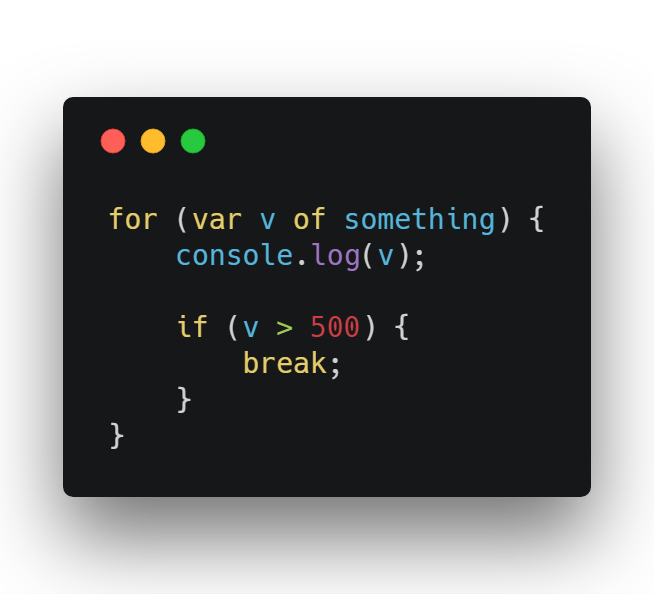 for (var v of something) {
    console.log(v);

    if (v > 500) {
        break;
    }
}